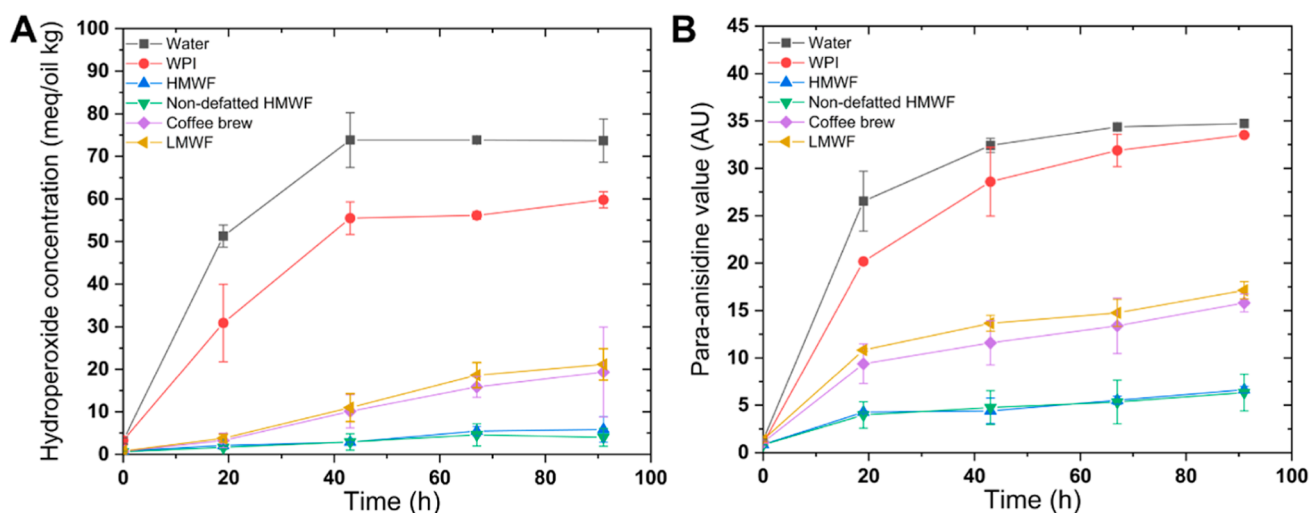 A
Hydroperoxide concentration (meq/oil kg)
100
90
80
70
60
50
40
30
20
10
0
Water
WPI
HMWF
Non-defatted HMWF
Coffee brew
LMWF
0 20 40 60 80 100
Time (h)
B
Para-anisidine value (AU)
45
40
35
30
25
20
15
10
5
0
Water
WPI
HMWF
Non-defatted HMWF
Coffee brew
LMWF
0 20 40 60 80 100
Time (h)